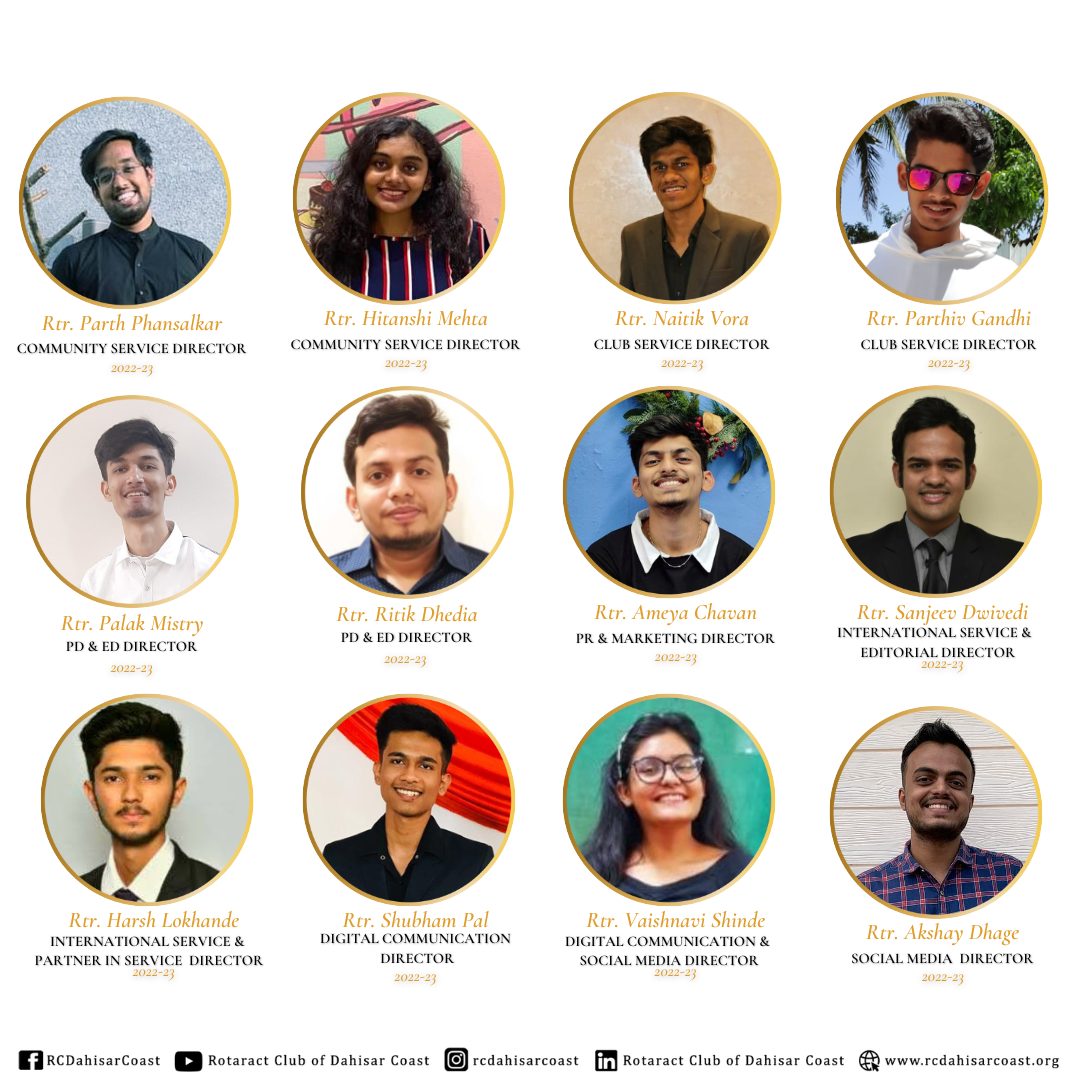 Rtr. Parth Phansalkar
COMMUNITY SERVICE DIRECTOR
2022-23
Rtr. Hitanshi Mehta
COMMUNITY SERVICE DIRECTOR
2022-23
Rtr. Naitik Vora
CLUB SERVICE DIRECTOR
2022-23
Rtr. Parthiv Gandhi
CLUB SERVICE DIRECTOR
2022-23
Rtr. Palak Mistry
PD & ED DIRECTOR
2022-23
Rtr. Ritik Dhedia
PD & ED DIRECTOR
2022-23
Rtr. Ameya Chavan
PR & MARKETING DIRECTOR
2022-23
Rtr. Sanjeev Dwivedi
INTERNATIONAL SERVICE &
EDITORIAL DIRECTOR
2022-23
Rtr. Harsh Lokhande
INTERNATIONAL SERVICE &
PARTNER IN SERVICE DIRECTOR
2022-23
Rtr. Shubham Pal
DIGITAL COMMUNICATION
DIRECTOR
2022-23
Rtr. Vaishnavi Shinde
DIGITAL COMMUNICATION &
SOCIAL MEDIA DIRECTOR
2022-23
Rtr. Akshay Dhage
SOCIAL MEDIA DIRECTOR
2022-23
RCDahisarCoast Rotaract Club of Dahisar Coast rcdahisarcoast Rotaract Club of Dahisar Coast www.rcdahisarcoast.org